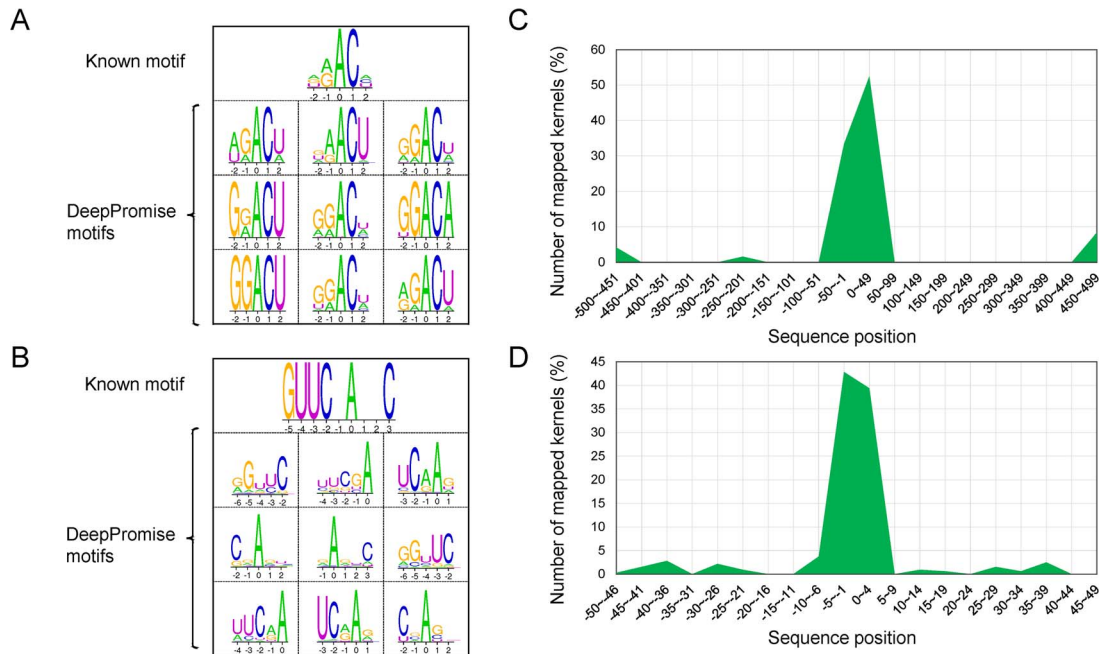 A
Known motif
-2 -1 0 1 2
DeepPromise
motifs
-2 -1 0 1 2
-2 -1 0 1 2
-2 -1 0 1 2
-2 -1 0 1 2
-2 -1 0 1 2
-2 -1 0 1 2
-2 -1 0 1 2
-2 -1 0 1 2
-2 -1 0 1 2
B
Known motif
GUUC A C
-5 -4 -3 -2 -1 0 1 2 3
DeepPromise
motifs
-6 -5 -4 -3 -2
-4 -3 -2 -1 0
-3 -2 -1 0 1
-2 -1 0 1 2
-1 0 1 2 3
-6 -5 -4 -3 -2
-4 -3 -2 -1 0
-3 -2 -1 0 1
-2 -1 0 1 2
C
Number of mapped kernels (%)
60
50
40
30
20
10
0
-500~-451
-450~-401
-400~-351
-350~-301
-300~-251
-250~-201
-200~-151
-150~-101
-100~-51
-50~-1
0~49
50~99
100~149
150~199
200~249
250~299
300~349
350~399
400~449
450~499
Sequence position
D
Number of mapped kernels (%)
45
40
35
30
25
20
15
10
5
0
-50~-46
-45~-41
-40~-36
-35~-31
-30~-26
-25~-21
-20~-16
-15~-11
-10~-6
-5~-1
0~4
5~9
10~14
15~19
20~24
25~29
30~34
35~39
40~44
45~49
Sequence position